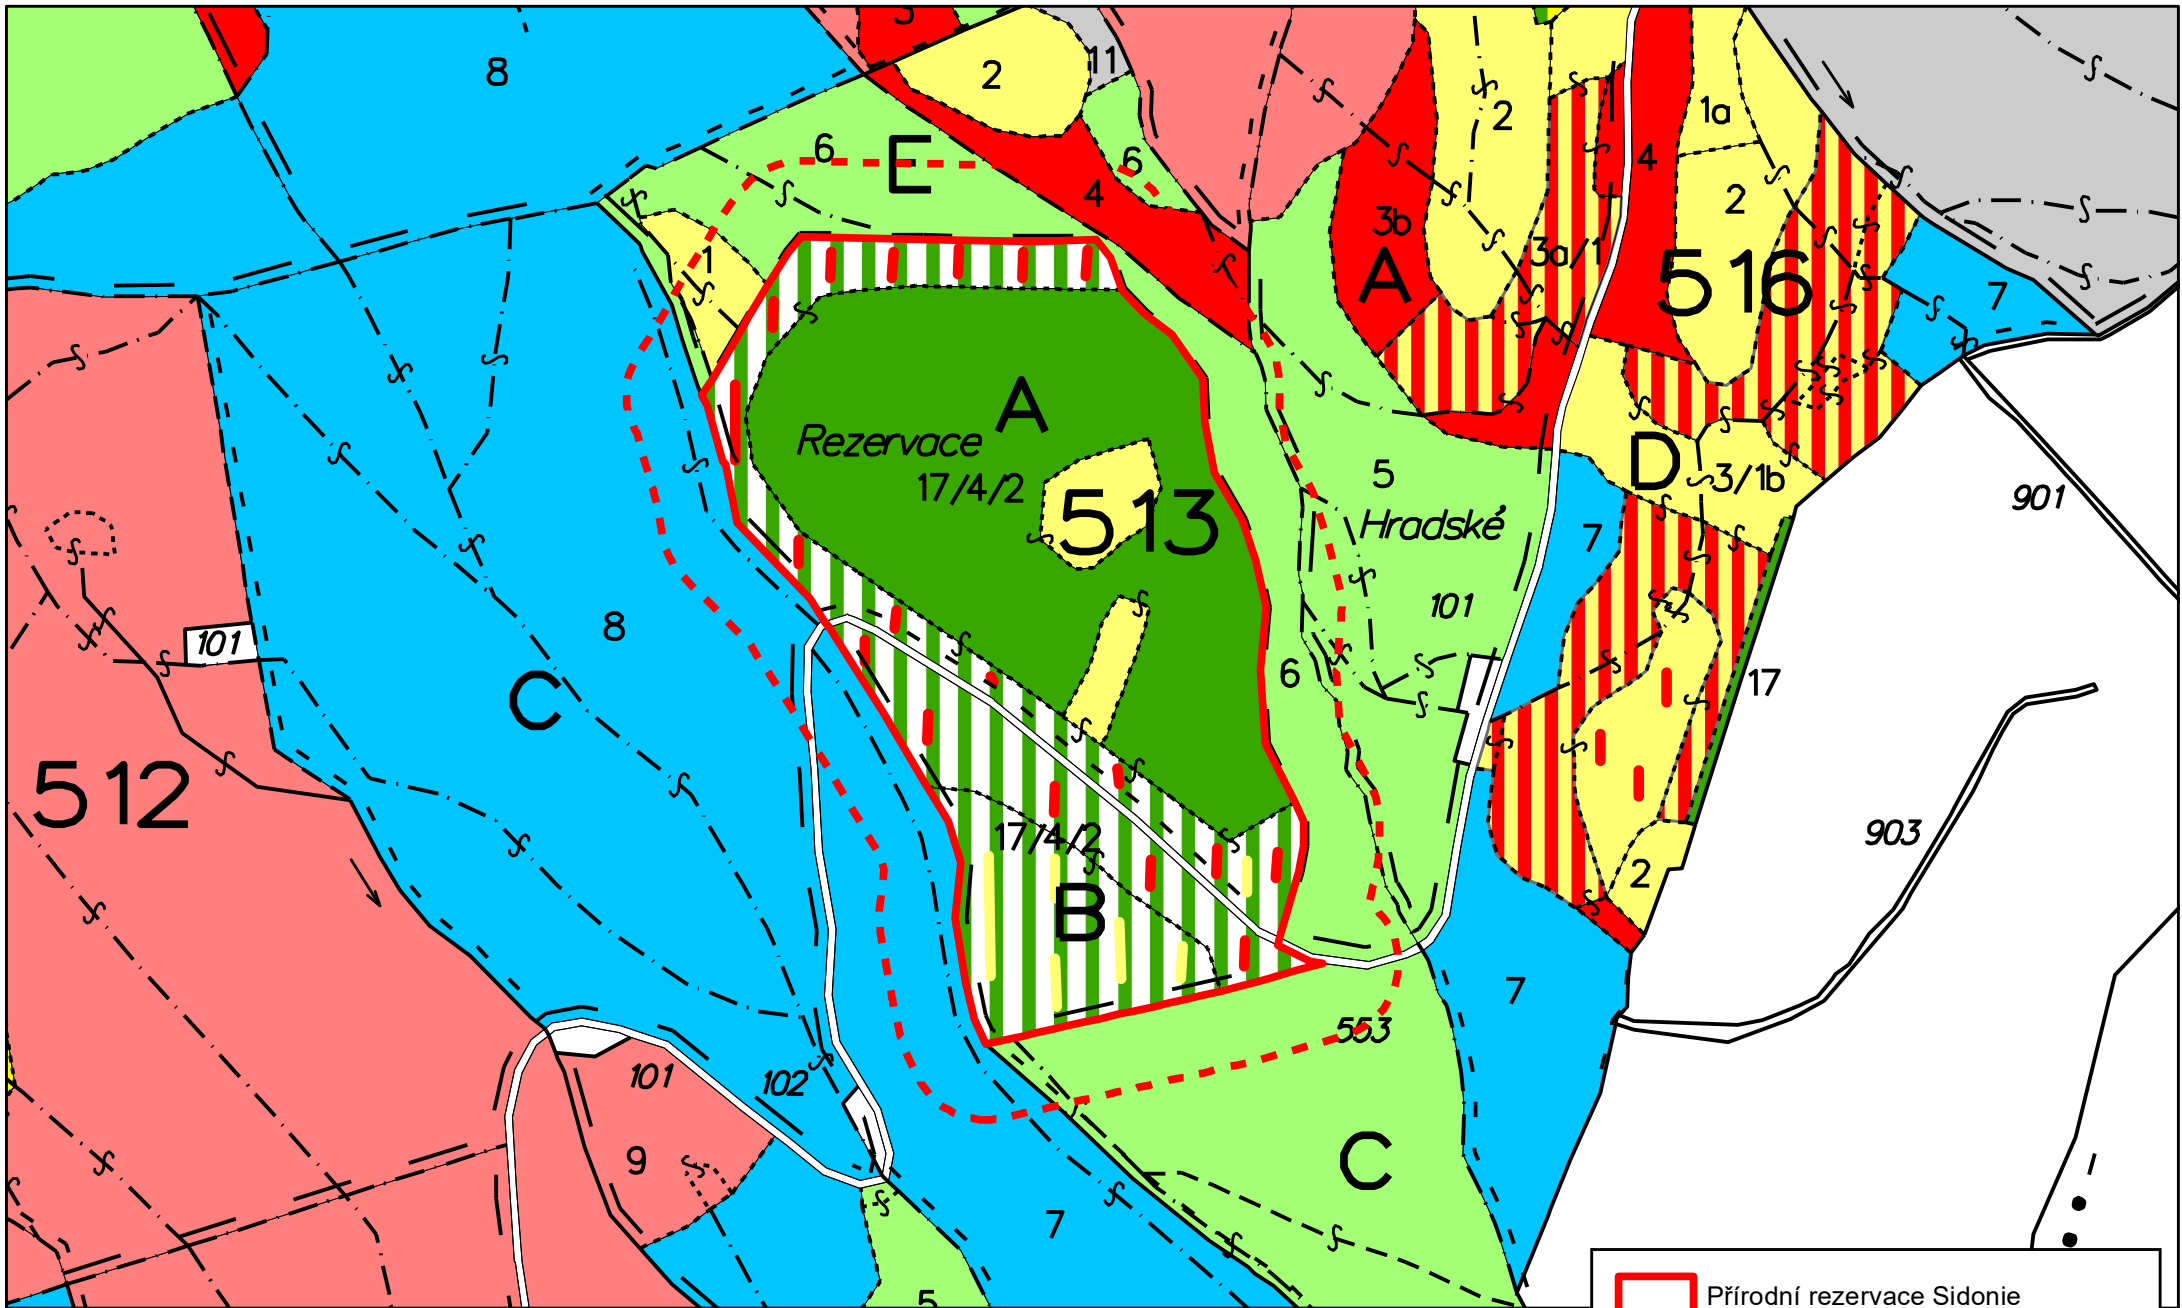 3
8
2
11
2
1a
6
E
6
4
4
2
3b
3a/1
1
A
516
7
A
Rezervace
17/4/2
513
5
D
3/1b
901
Hradské
7
101
8
101
6
17
C
512
17/4/2
903
2
B
7
553
101
102
9
C
7
5
Přírodní rezervace Sidonie